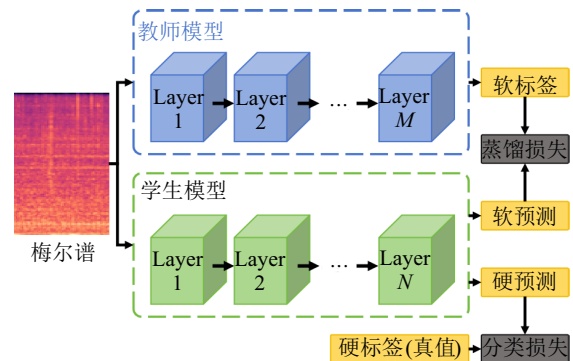 教师模型
Layer
1
Layer
2
...
Layer
M
软标签
蒸馏损失
梅尔谱
学生模型
Layer
1
Layer
2
...
Layer
N
软预测
硬预测
硬标签(真值)
分类损失